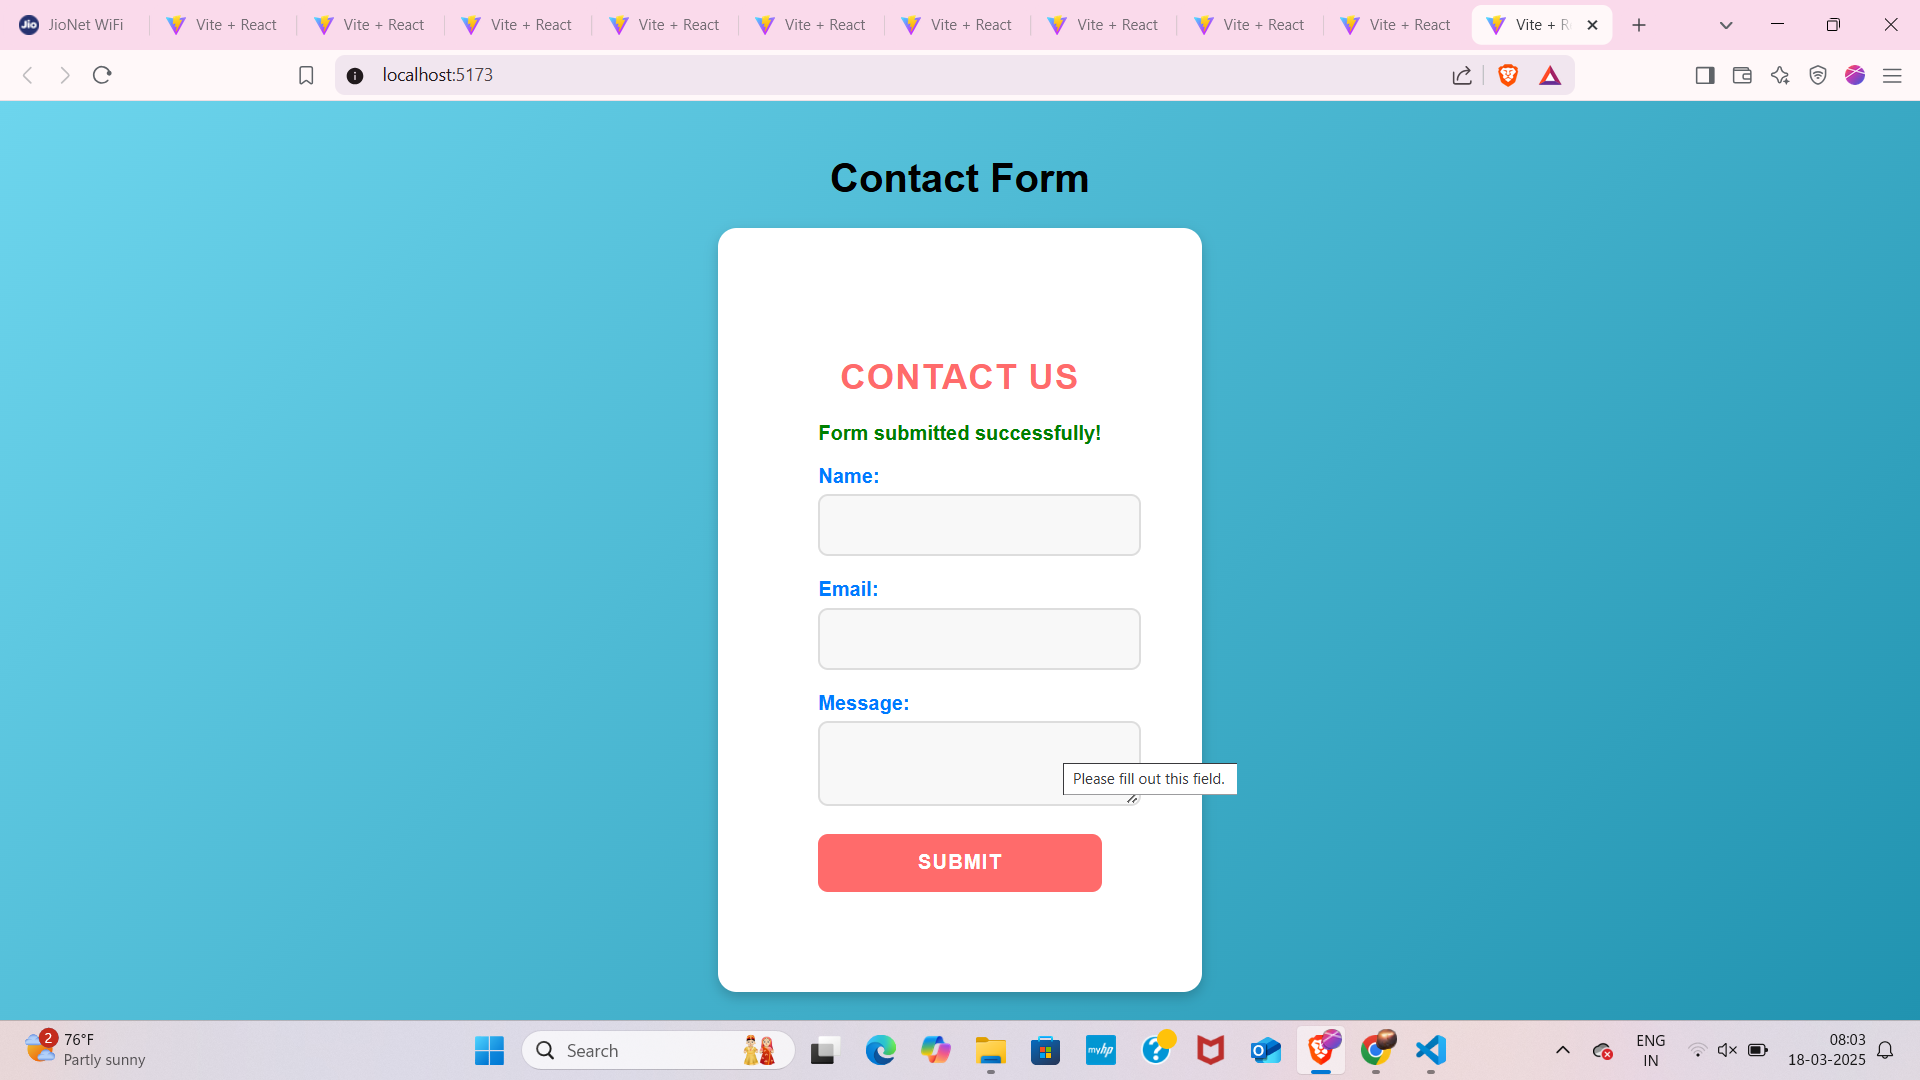 JioNet WiFi
Vite + React
Vite + React
Vite + React
Vite + React
Vite + React
Vite + React
Vite + React
Vite + React
Vite + React
Vite + R
localhost:5173
Contact Form
CONTACT US
Form submitted successfully!
Name:
Email:
Message:
Please fill out this field.
SUBMIT
2
76°F
Partly sunny
Search
myhp
ENG
IN
08:03
18-03-2025